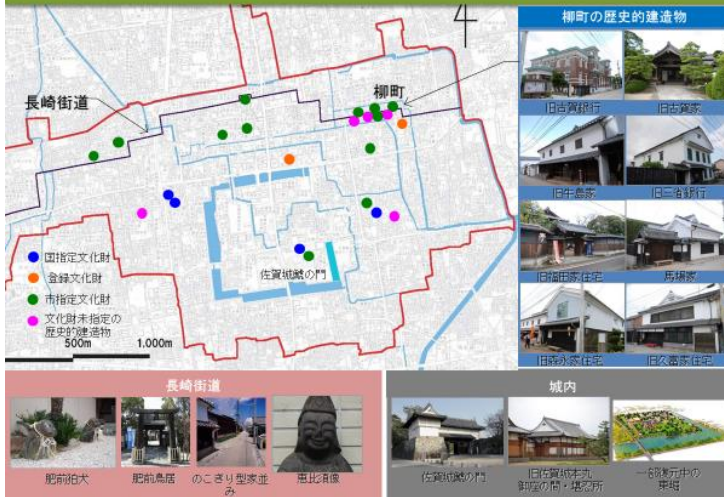 柳町の歴史的建造物
長崎街道
柳町
旧古賀銀行
旧古賀家
旧牛島家
旧三省銀行
旧福田家住宅
馬場家
旧森永家住宅
旧久富家住宅
佐賀城鯱の門
国指定文化財
登録文化財
市指定文化財
文化財未指定の
歴史的建造物
500m
1.000m
長崎街道
肥前狛犬
肥前鳥居
のこぎり型家並
み
恵比須像
城内
佐賀城鯱の門
旧佐賀城本丸
御座の間・堪忍所
一部復元中の
東堀